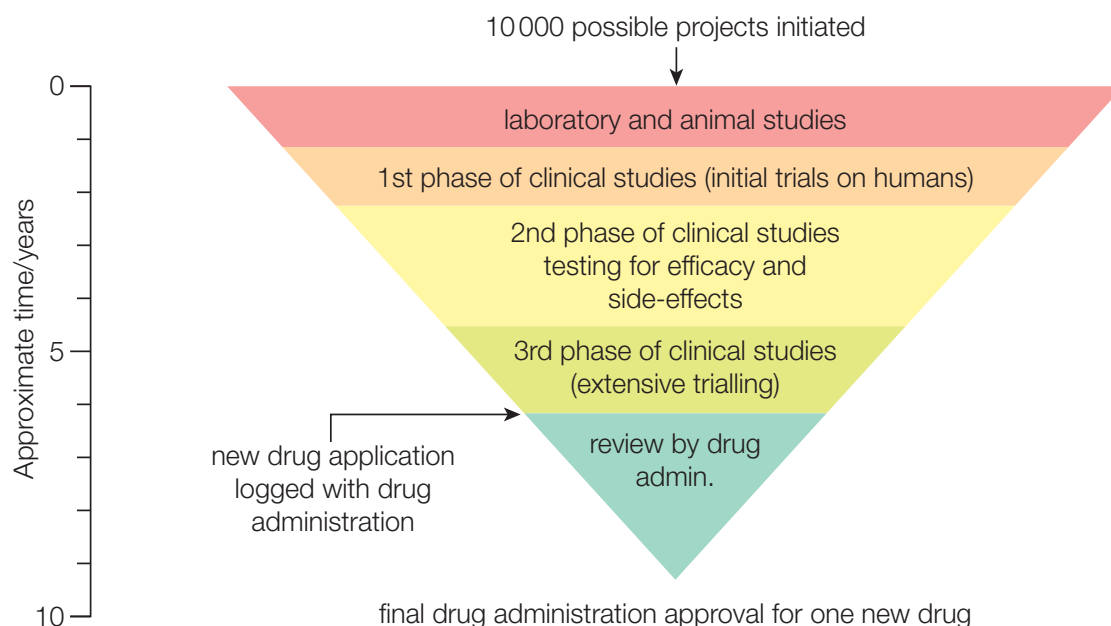 10 000 possible projects initiated
0
laboratory and animal studies
1st phase of clinical studies (initial trials on humans)
2nd phase of clinical studies
testing for efficacy and
side-effects
Approximate time/years
5
3rd phase of clinical studies
(extensive trialling)
new drug application
logged with drug
administration
review by drug
admin.
10
final drug administration approval for one new drug